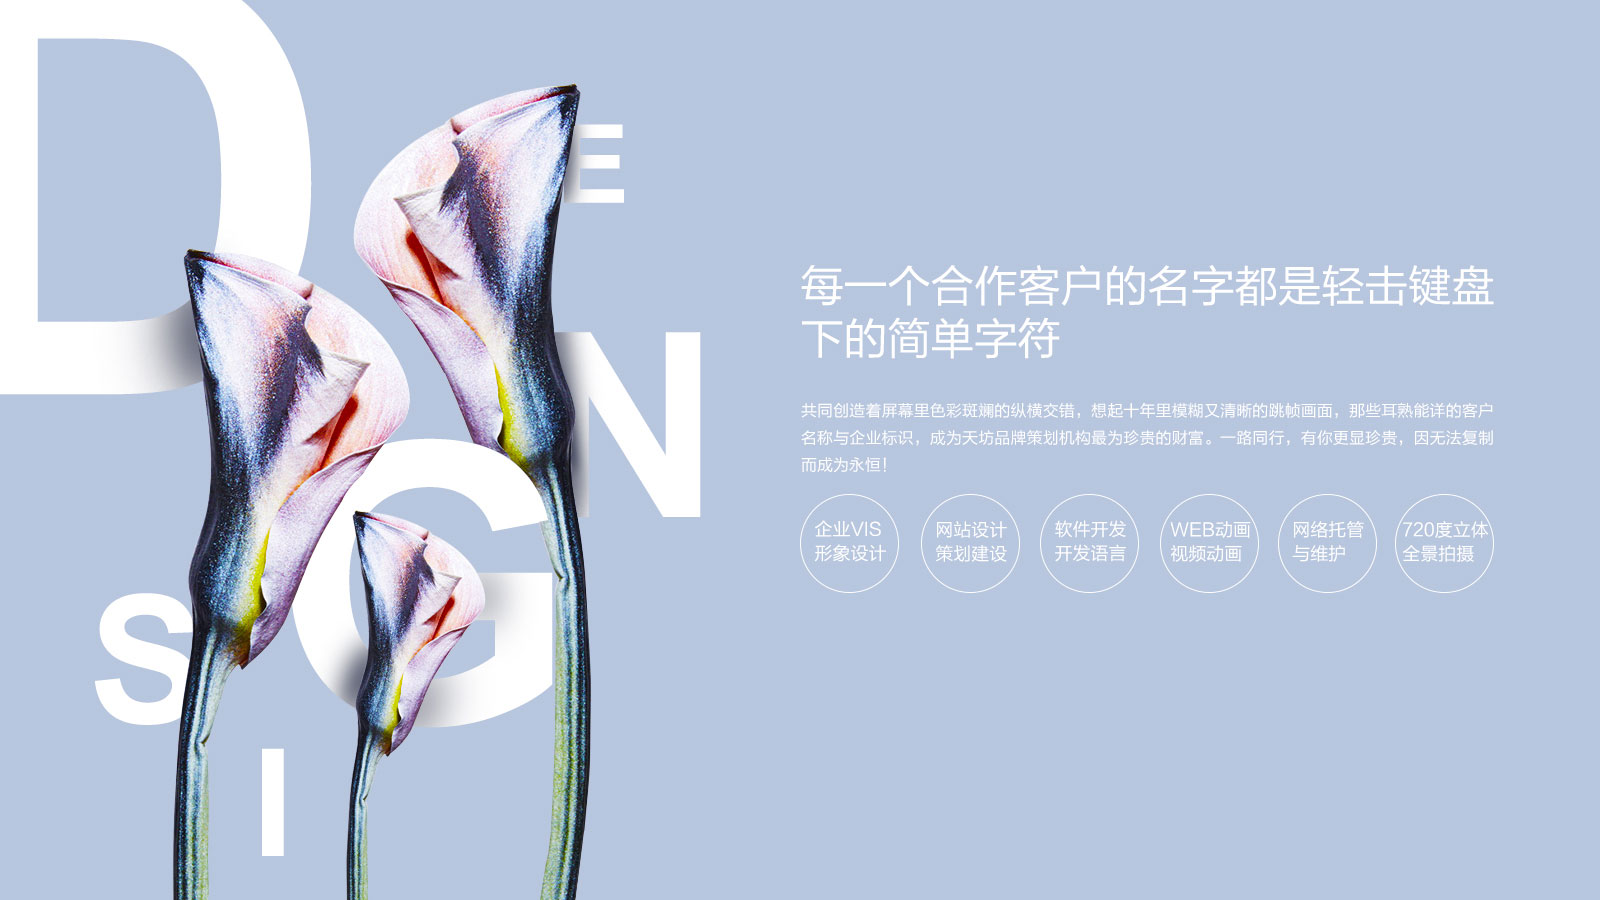 D
E
S
I
G
N
每一个合作客户的名字都是轻击键盘
下的简单字符
共同创造着屏幕里色彩斑斓的纵横交错，想起十年里模糊又清晰的跳帧画面，那些耳熟能详的客户
名称与企业标识，成为天坊品牌策划机构最为珍贵的财富。一路同行，有你更显珍贵，因无法复制
而成为永恒！
企业VIS
形象设计
网站设计
策划建设
软件开发
开发语言
WEB动画
视频动画
网络托管
与维护
720度立体
全景拍摄